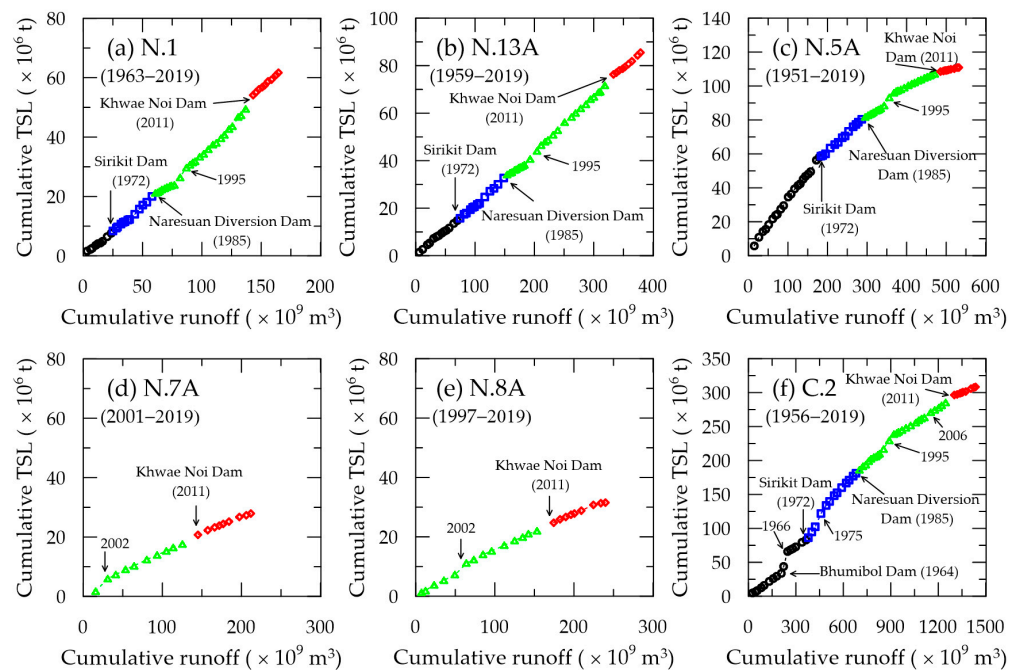 Cumulative TSL ( × 10⁶ t)
80
60
40
20
0
(a) N.1
(1963–2019)
Khwae Noi Dam
(2011)
Sirikit Dam
(1972)
1995
Naresuan Diversion Dam
(1985)
0 50 100 150 200
Cumulative runoff ( × 10⁹ m³)
Cumulative TSL ( × 10⁶ t)
100
80
60
40
20
0
(b) N.13A
(1959–2019)
Khwae Noi Dam
(2011)
Sirikit Dam
(1972)
1995
Naresuan Diversion Dam
(1985)
0 100 200 300 400
Cumulative runoff ( × 10⁹ m³)
Cumulative TSL ( × 10⁶ t)
140
120
100
80
60
40
20
0
(c) N.5A
(1951–2019)
Khwae Noi
Dam (2011)
1995
Naresuan Diversion
Dam (1985)
Sirikit Dam
(1972)
0 100 200 300 400 500 600
Cumulative runoff ( × 10⁹ m³)
Cumulative TSL ( × 10⁶ t)
80
60
40
20
0
(d) N.7A
(2001–2019)
Khwae Noi Dam
(2011)
2002
0 100 200 300
Cumulative runoff ( × 10⁹ m³)
Cumulative TSL ( × 10⁶ t)
80
60
40
20
0
(e) N.8A
(1997–2019)
Khwae Noi Dam
(2011)
2002
0 100 200 300
Cumulative runoff ( × 10⁹ m³)
Cumulative TSL ( × 10⁶ t)
350
300
250
200
150
100
50
0
(f) C.2
(1956–2019)
Khwae Noi Dam
(2011)
2006
1995
Sirikit Dam
(1972)
Naresuan Diversion
Dam (1985)
1966
1975
Bhumibol Dam (1964)
0 300 600 900 1200 1500
Cumulative runoff ( × 10⁹ m³)